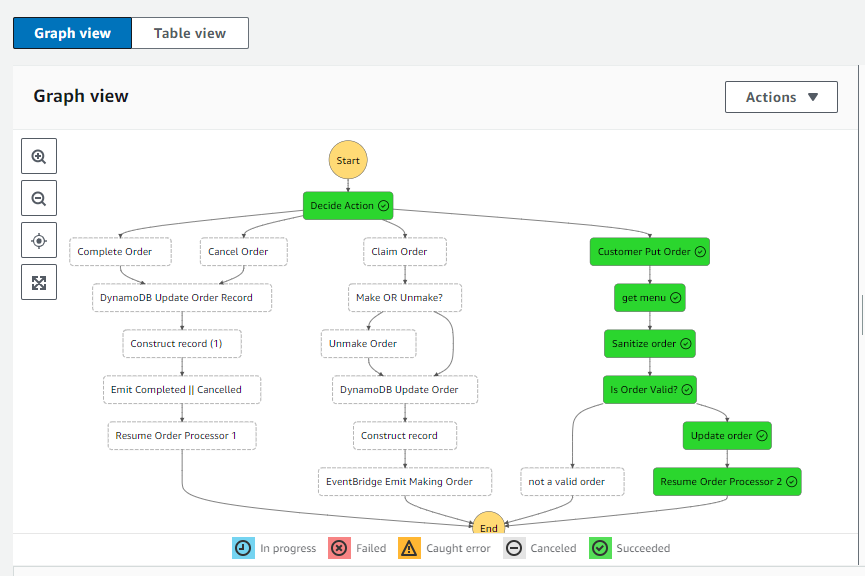 Graph view
Table view
Graph view
Actions
Start
Decide Action
Complete Order
Cancel Order
Claim Order
Customer Put Order
DynamoDB Update Order Record
Make OR Unmake?
get menu
Construct record (1)
Unmake Order
Sanitize order
Emit Completed || Cancelled
DynamoDB Update Order
Is Order Valid?
Resume Order Processor 1
Construct record
Update order
EventBridge Emit Making Order
not a valid order
Resume Order Processor 2
End
In progress
Failed
Caught error
Canceled
Succeeded